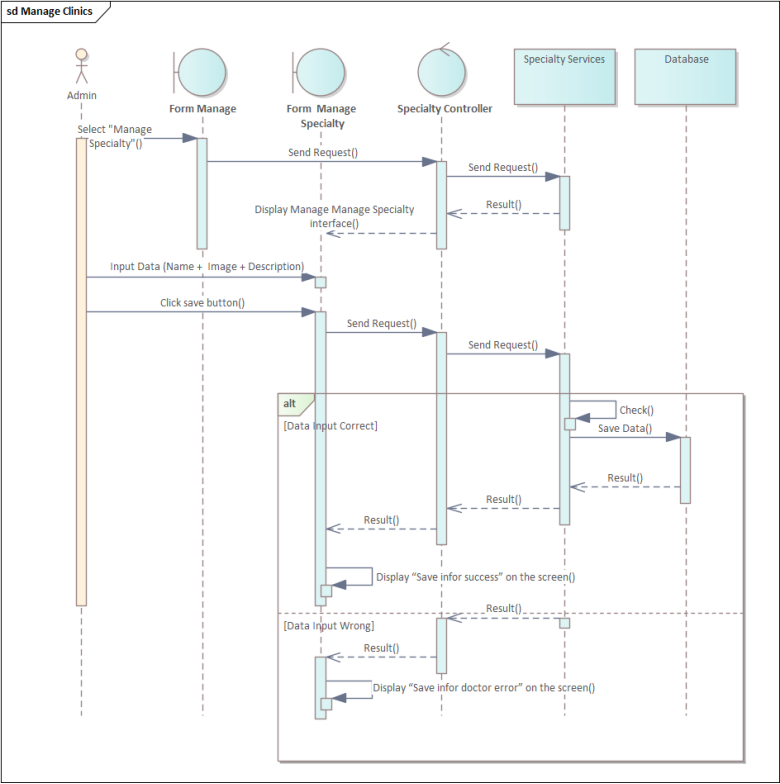 sd Manage Clinics
Admin
Form Manage
Form Manage
Specialty
Specialty Controller
Specialty Services
Database
Select "Manage
Specialty"()
Send Request()
Send Request()
Result()
Display Manage Manage Specialty
interface()
Input Data (Name + Image + Description)
Click save button()
Send Request()
Send Request()
alt
[Data Input Correct]
Check()
Save Data()
Result()
Result()
Result()
Display “Save infor success” on the screen()
Result()
[Data Input Wrong]
Result()
Display “Save infor doctor error” on the screen()